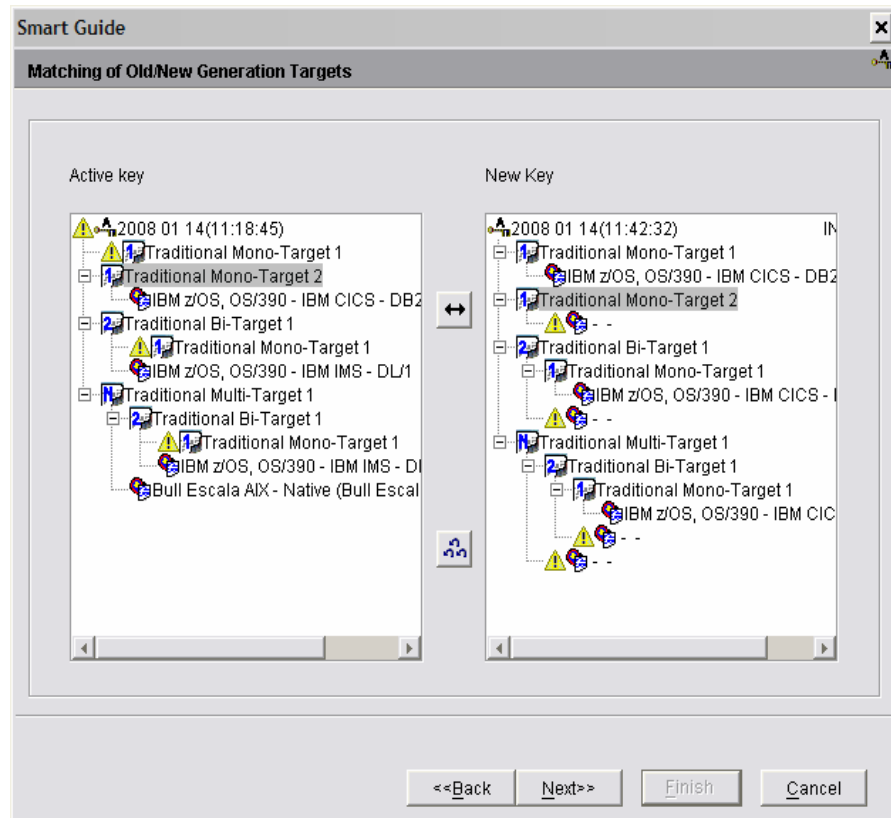 Smart Guide
Matching of Old/New Generation Targets
Active key
2008 01 14(11:18:45)
Traditional Mono-Target 1
Traditional Mono-Target 2
IBM z/OS, OS/390 - IBM CICS - DB2
Traditional Bi-Target 1
Traditional Mono-Target 1
IBM z/OS, OS/390 - IBM IMS - DL/1
Traditional Multi-Target 1
Traditional Bi-Target 1
Traditional Mono-Target 1
IBM z/OS, OS/390 - IBM IMS - Dl
Bull Escala AIX - Native (Bull Escal
New Key
2008 01 14(11:42:32) IN
Traditional Mono-Target 1
IBM z/OS, OS/390 - IBM CICS - DB2
Traditional Mono-Target 2
- -
Traditional Bi-Target 1
Traditional Mono-Target 1
IBM z/OS, OS/390 - IBM CICS -
- -
Traditional Multi-Target 1
Traditional Bi-Target 1
Traditional Mono-Target 1
IBM z/OS, OS/390 - IBM CIC
- -
- -
<<Back Next>> Finish Cancel